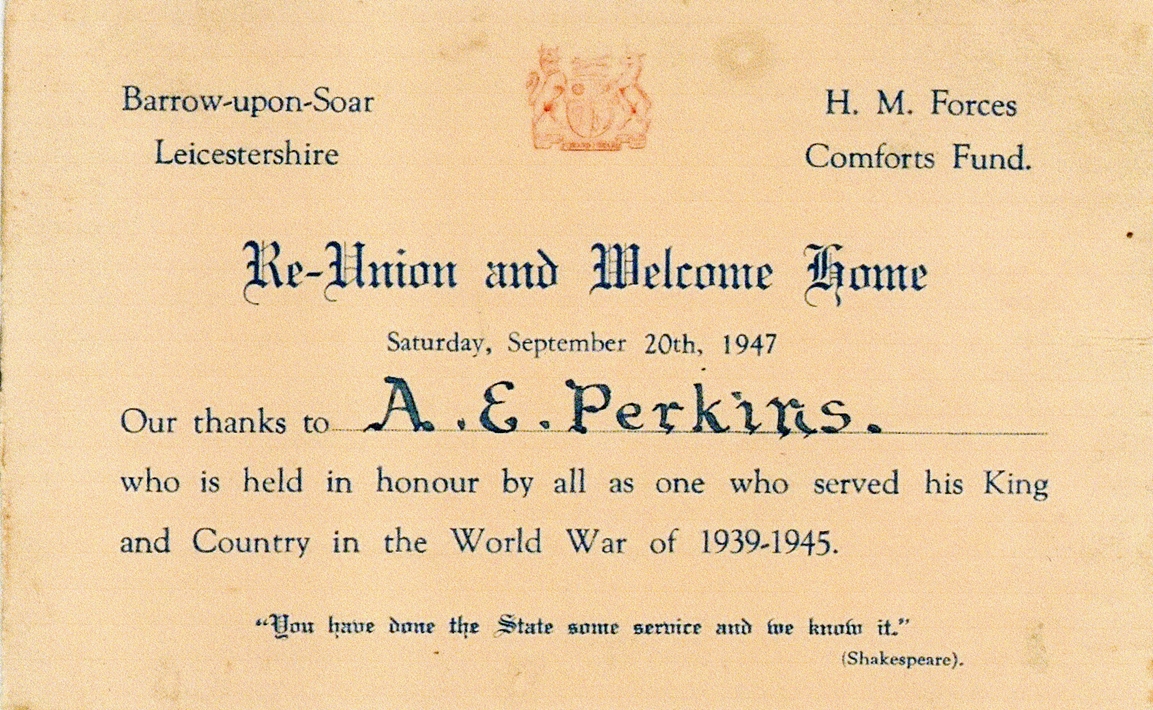 Barrow-upon-Soar
Leicestershire
H. M. Forces
Comforts Fund.
Re-Union and Welcome Home
Saturday, September 20th, 1947
Our thanks to A. E. Perkins.
who is held in honour by all as one who served his King
and Country in the World War of 1939-1945.
“You have done the State some service and we know it.”
(Shakespeare).